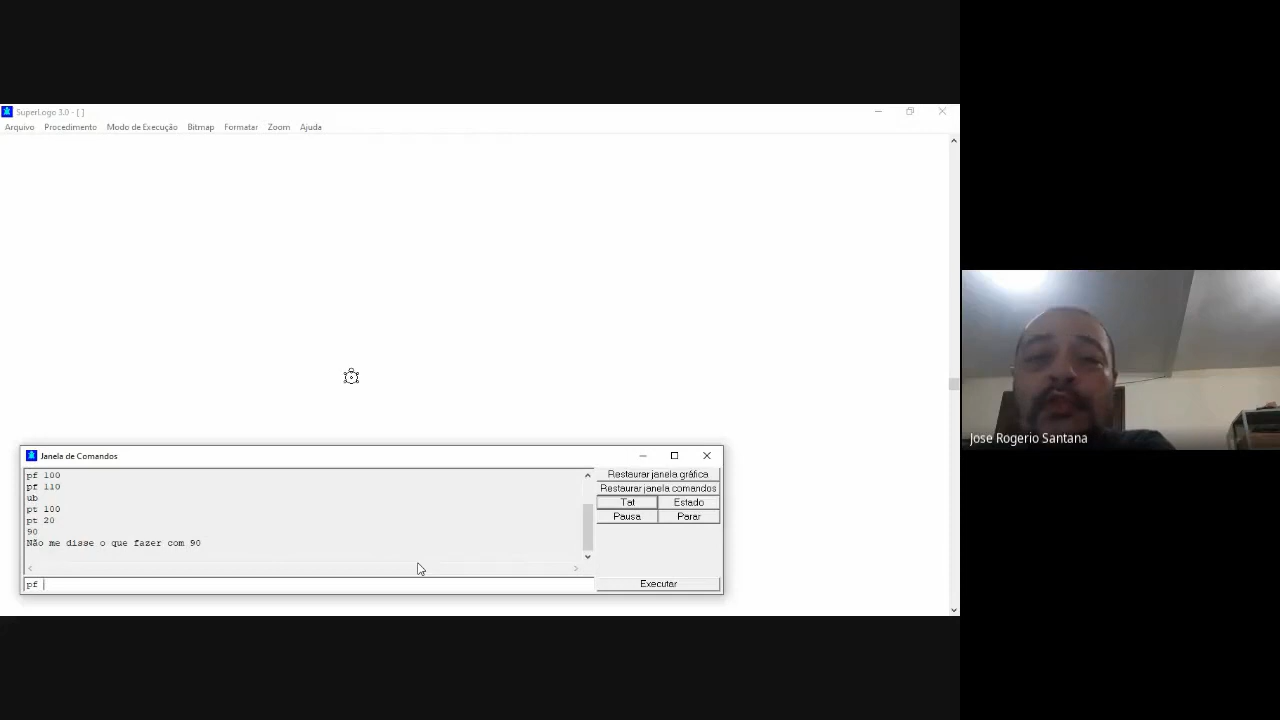 SuperLogo 3.0 - [ ]
Arquivo Procedimento Modo de Execução Bitmap Formatar Zoom Ajuda
Janela de Comandos
pf 100
pf 110
ub
pt 100
pt 20
90
Não me disse o que fazer com 90
pf
Restaurar janela gráfica
Restaurar janela comandos
Tat Estado
Pausa Parar
Executar
Jose Rogerio Santana